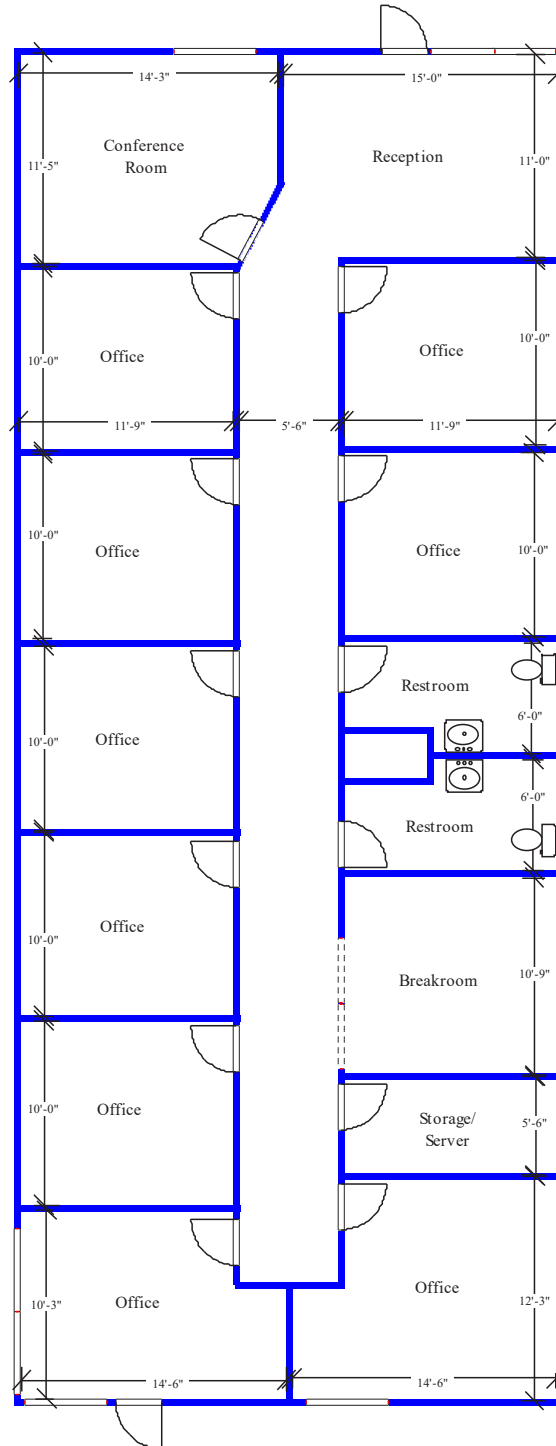 14'-3"
15'-0"
Conference
Room
Reception
11'-5"
11'-0"
Office
Office
10'-0"
10'-0"
11'-9"
5'-6"
11'-9"
10'-0"
10'-0"
Office
Office
Restroom
6'-0"
10'-0"
Office
6'-0"
Restroom
Office
10'-0"
Breakroom
10'-9"
Office
10'-0"
Storage/
Server
5'-6"
Office
10'-3"
Office
12'-3"
14'-6"
14'-6"